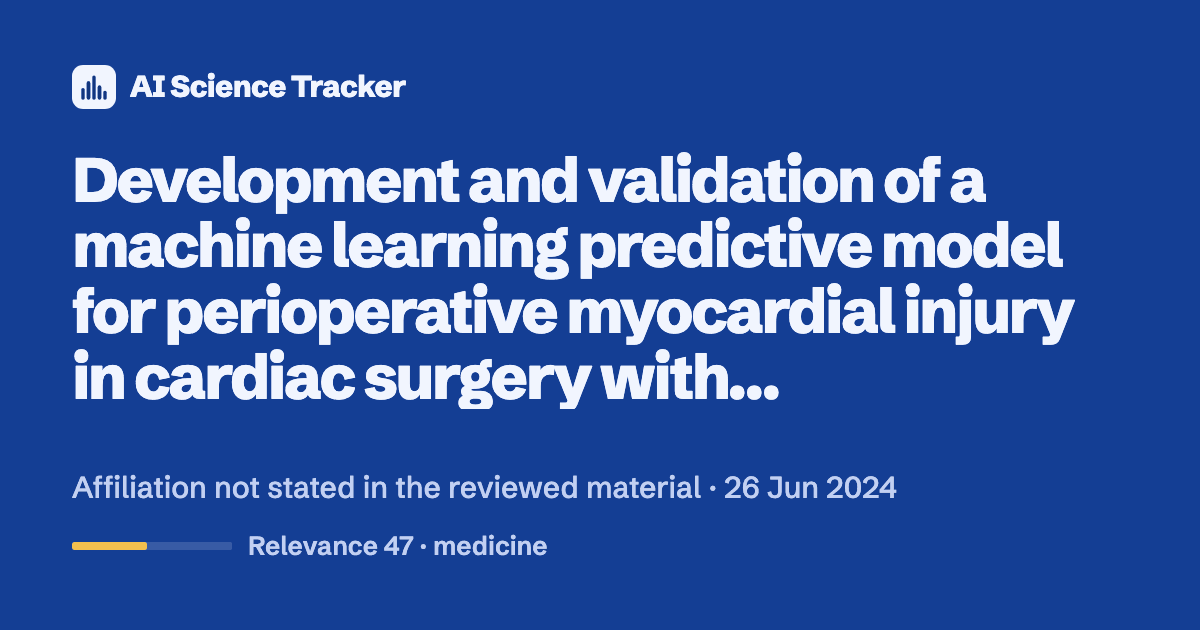 AI Science Tracker
Development and validation of a
machine learning predictive model
for perioperative myocardial injury
in cardiac surgery with...
Affiliation not stated in the reviewed material · 26 Jun 2024
Relevance 47 · medicine